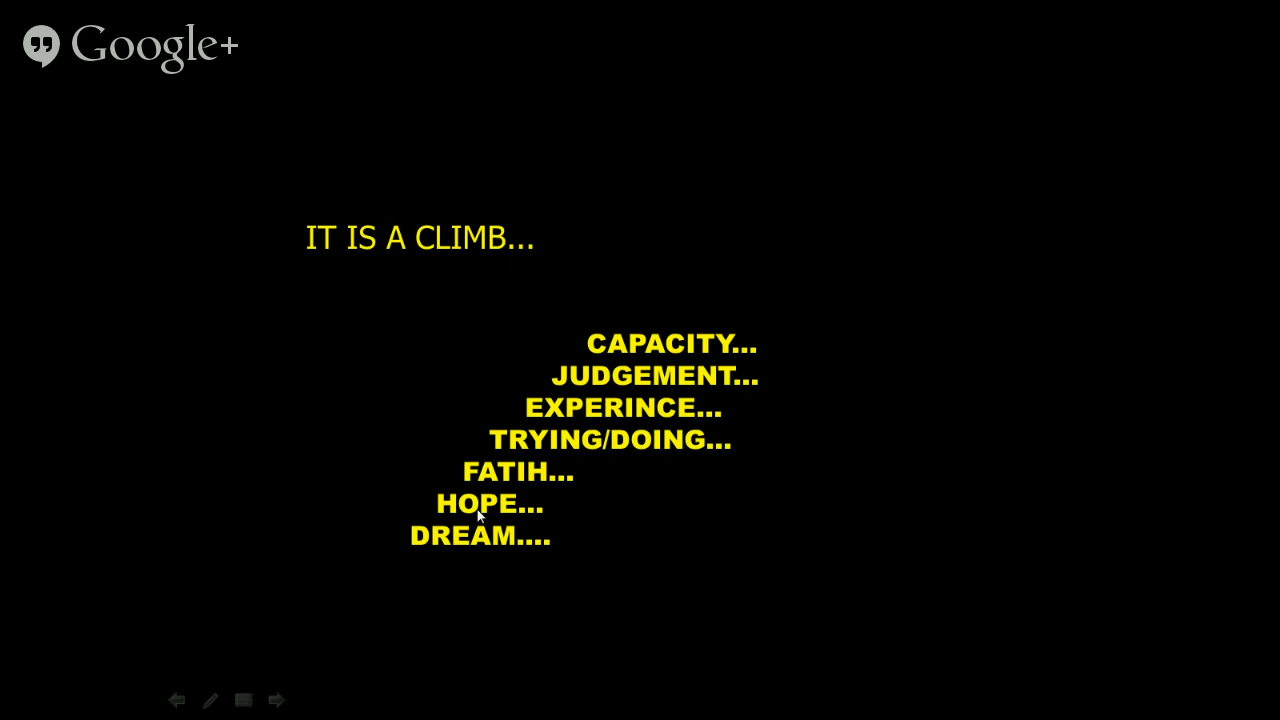 Google+
IT IS A CLIMB...
CAPACITY...
JUDGEMENT...
EXPERINCE...
TRYING/DOING...
FATIH...
HOPE...
DREAM....